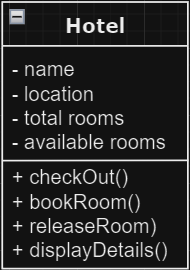 Hotel
- name
- location
- total rooms
- available rooms
+ checkOut()
+ bookRoom()
+ releaseRoom)
+ displayDetails()